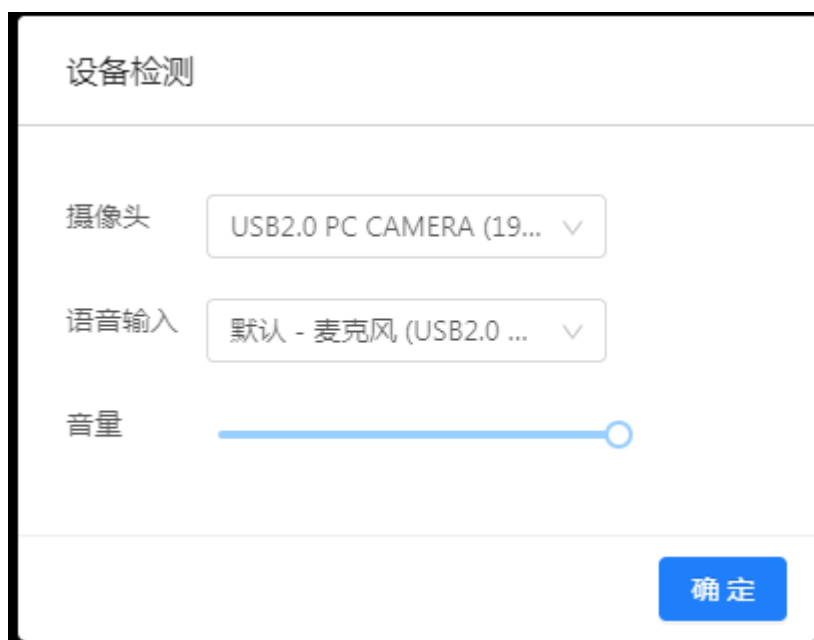 设备检测
摄像头
USB2.0 PC CAMERA (19...
语音输入
默认 - 麦克风 (USB2.0 ...
音量
确 定